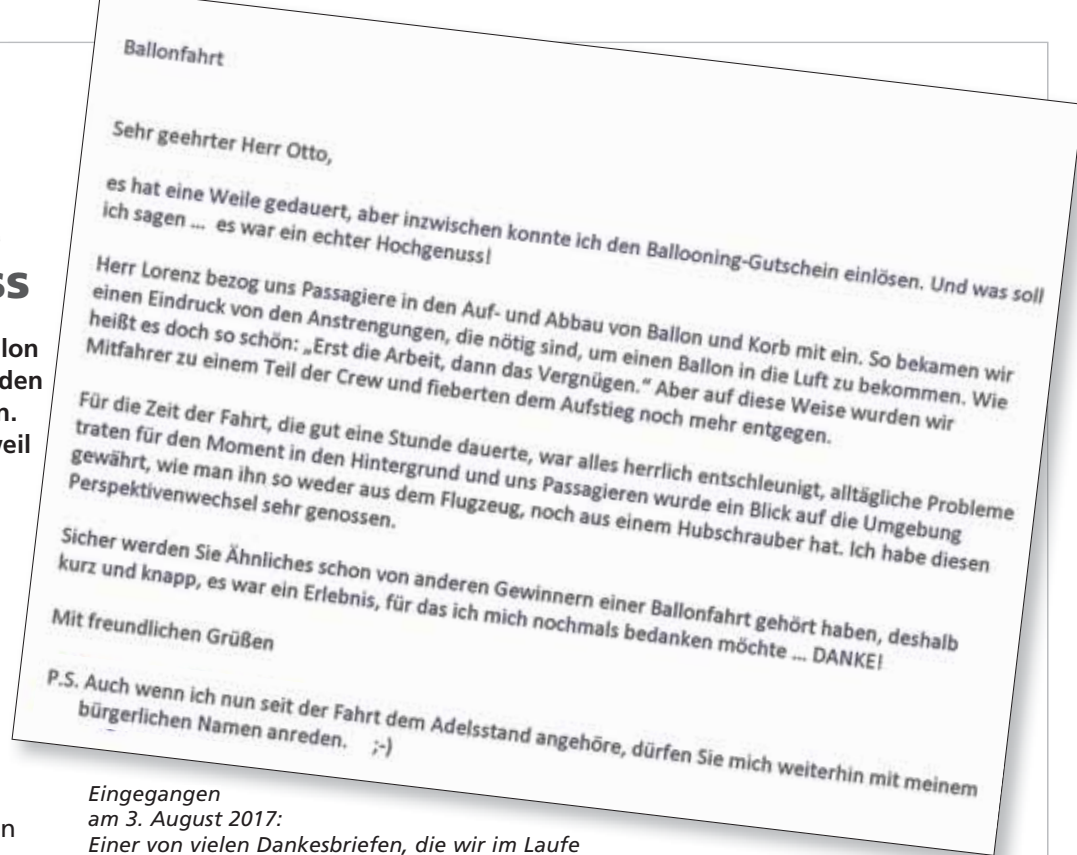 Ballonfahrt
Sehr geehrter Herr Otto,
es hat eine Weile gedauert, aber inzwischen konnte ich den Ballooning-Gutschein einlösen. Und was soll
ich sagen ... es war ein echter Hochgenuss!
Herr Lorenz bezog uns Passagiere in den Auf- und Abbau von Ballon und Korb mit ein. So bekamen wir
einen Eindruck von den Anstrengungen, die nötig sind, um einen Ballon in die Luft zu bekommen. Wie
heißt es doch so schön: „Erst die Arbeit, dann das Vergnügen.“ Aber auf diese Weise wurden wir
Mitfahrer zu einem Teil der Crew und fieberten dem Aufstieg noch mehr entgegen.
Für die Zeit der Fahrt, die gut eine Stunde dauerte, war alles herrlich entschleunigt, alltägliche Probleme
traten für den Moment in den Hintergrund und uns Passagieren wurde ein Blick auf die Umgebung
gewährt, wie man ihn so weder aus dem Flugzeug, noch aus einem Hubschrauber hat. Ich habe diesen
Perspektivenwechsel sehr genossen.
Sicher werden Sie Ähnliches schon von anderen Gewinnern einer Ballonfahrt gehört haben, deshalb
kurz und knapp, es war ein Erlebnis, für das ich mich nochmals bedanken möchte ... DANKE!
Mit freundlichen Grüßen
P.S. Auch wenn ich nun seit der Fahrt dem Adelsstand angehöre, dürfen Sie mich weiterhin mit meinem
bürgerlichen Namen anreden. ;-)
ss
lon
den
n.
n
Eingegangen
am 3. August 2017:
Einer von vielen Dankesbriefen, die wir im Laufe